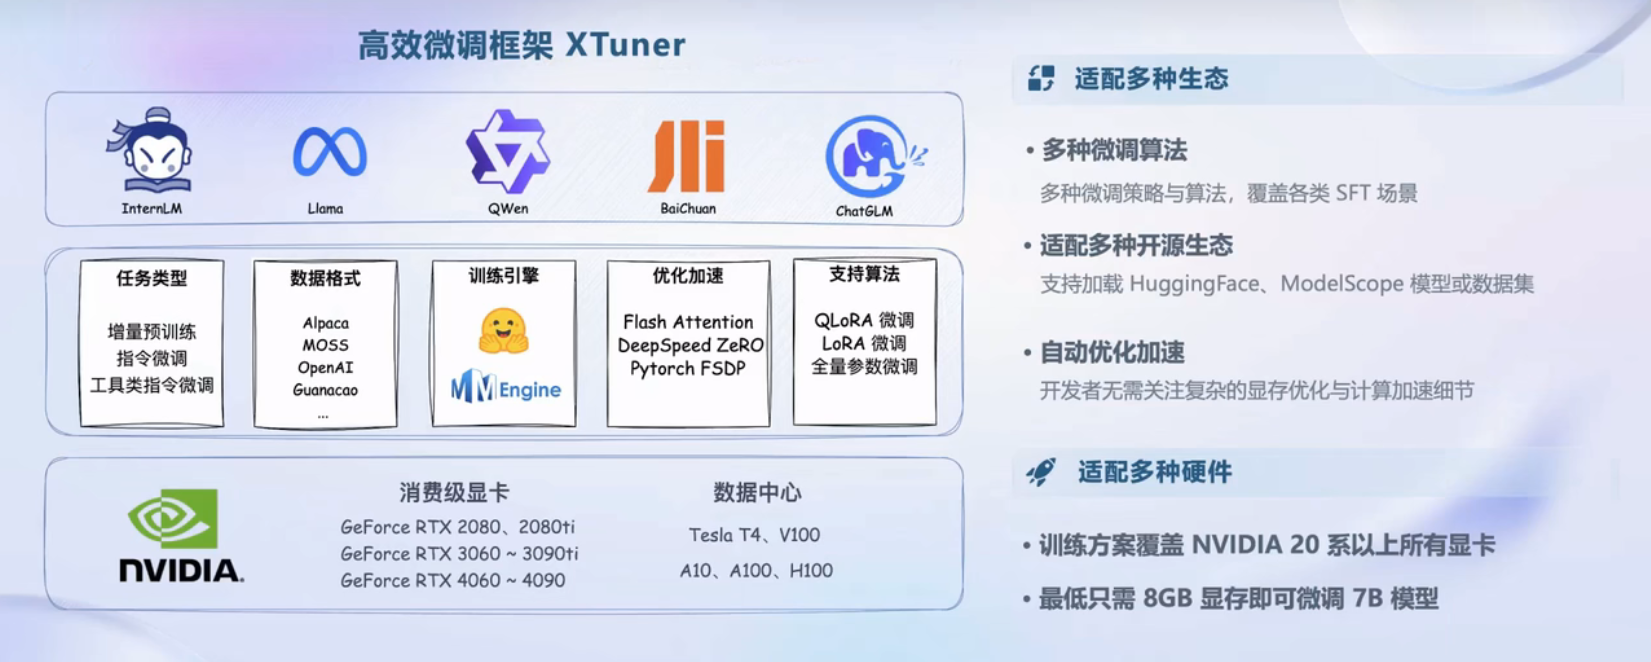 高效微调框架 XTuner
InternLM
Llama
QWen
BaiChuan
ChatGLM
任务类型
增量预训练
指令微调
工具类指令微调
数据格式
Alpaca
MOSS
OpenAI
Guanacao
...
训练引擎
MMEngine
优化加速
Flash Attention
DeepSpeed ZeRO
Pytorch FSDP
支持算法
QLoRA 微调
LoRA 微调
全量参数微调
NVIDIA.
消费级显卡
GeForce RTX 2080、2080ti
GeForce RTX 3060 ~ 3090ti
GeForce RTX 4060 ~ 4090
数据中心
Tesla T4、V100
A10、A100、H100
适配多种生态
• 多种微调算法
多种微调策略与算法，覆盖各类 SFT 场景
• 适配多种开源生态
支持加载 HuggingFace、ModelScope 模型或数据集
• 自动优化加速
开发者无需关注复杂的显存优化与计算加速细节
适配多种硬件
• 训练方案覆盖 NVIDIA 20 系以上所有显卡
• 最低只需 8GB 显存即可微调 7B 模型